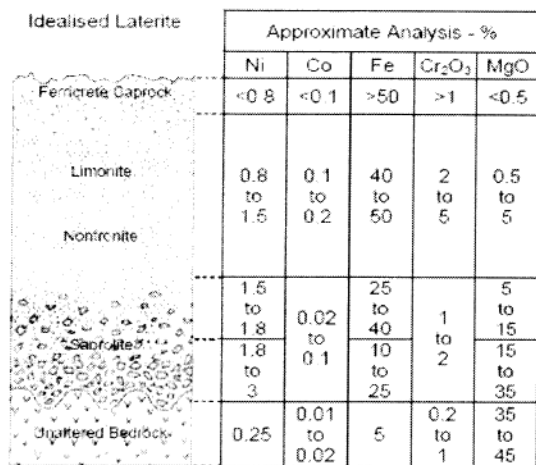 Idealised Laterite
Approximate Analysis - %
Ni Co Fe Cr₂O₃ MgO
Ferricrete Caprock <0.8 <0.1 >50 >1 <0.5
Limonite
Nontronite
0.8 0.1 40 2 0.5
to to to to to
1.5 0.2 50 5 5
Saprolite
1.5 25 5
to to to
1.8 40 15
0.02 1
to to
0.1 2
1.8 10 15
to to to
3 25 35
Unaltered Bedrock
0.25 0.01 5 0.2 35
to to to
0.02 1 45